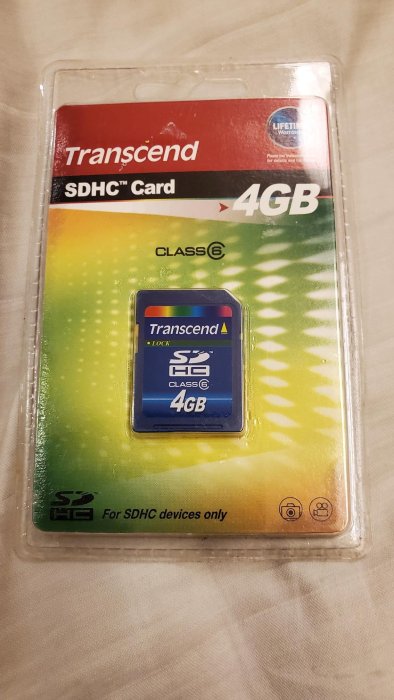 LIFETIME
Warranty
Transcend
SDHC™ Card
4GB
CLASS 6
Transcend
LOCK
SD
HC
CLASS 6
4GB
SD
HC
For SDHC devices only